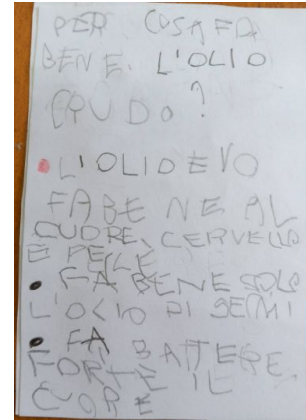 PER COSA FA
BENE L'OLIO
CRUDO?
• L'OLIO EVO
FA BENE AL
CUORE, CERVELLO
E PELLE
• FA BENE SOLO
L'OLIO DI SEMI
• FA BATTERE
FORTE IL
CUORE